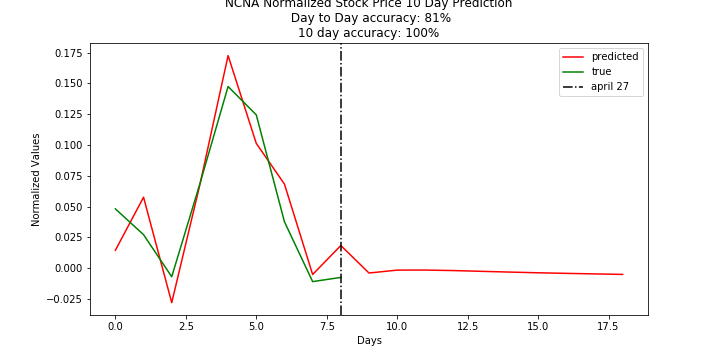 NCNA Normalized Stock Price 10 Day Prediction
Day to Day accuracy: 81%
10 day accuracy: 100%
predicted
true
april 27
Normalized Values
0.175
0.150
0.125
0.100
0.075
0.050
0.025
0.000
−0.025
0.0 2.5 5.0 7.5 10.0 12.5 15.0 17.5
Days